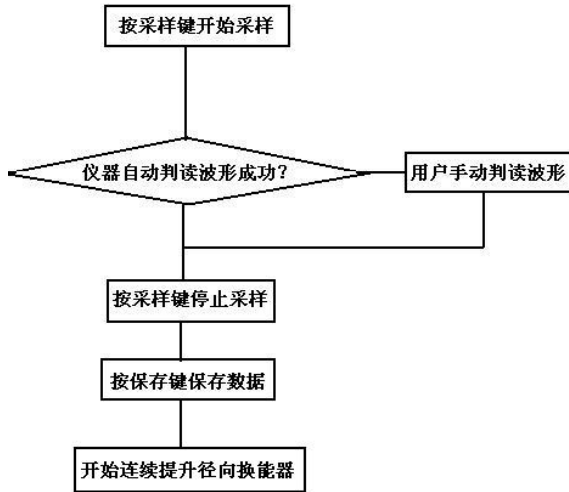 按采样键开始采样
仪器自动判读波形成功？
用户手动判读波形
按采样键停止采样
按保存键保存数据
开始连续提升径向换能器